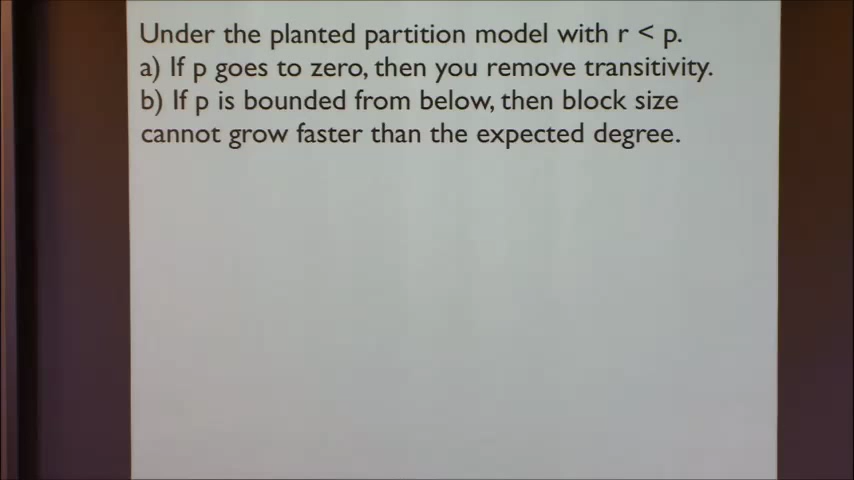 Under the planted partition model with r < p.
a) If p goes to zero, then you remove transitivity.
b) If p is bounded from below, then block size
cannot grow faster than the expected degree.